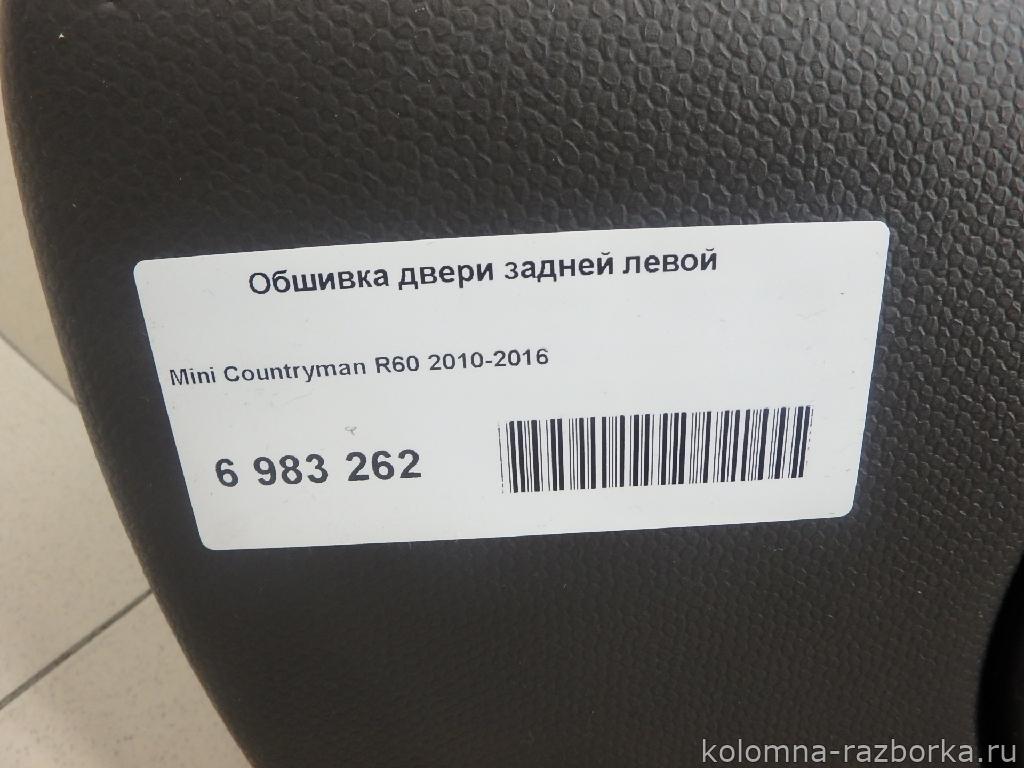 Обшивка двери задней левой
Mini Countryman R60 2010-2016
6 983 262
kolomna-razborka.ru